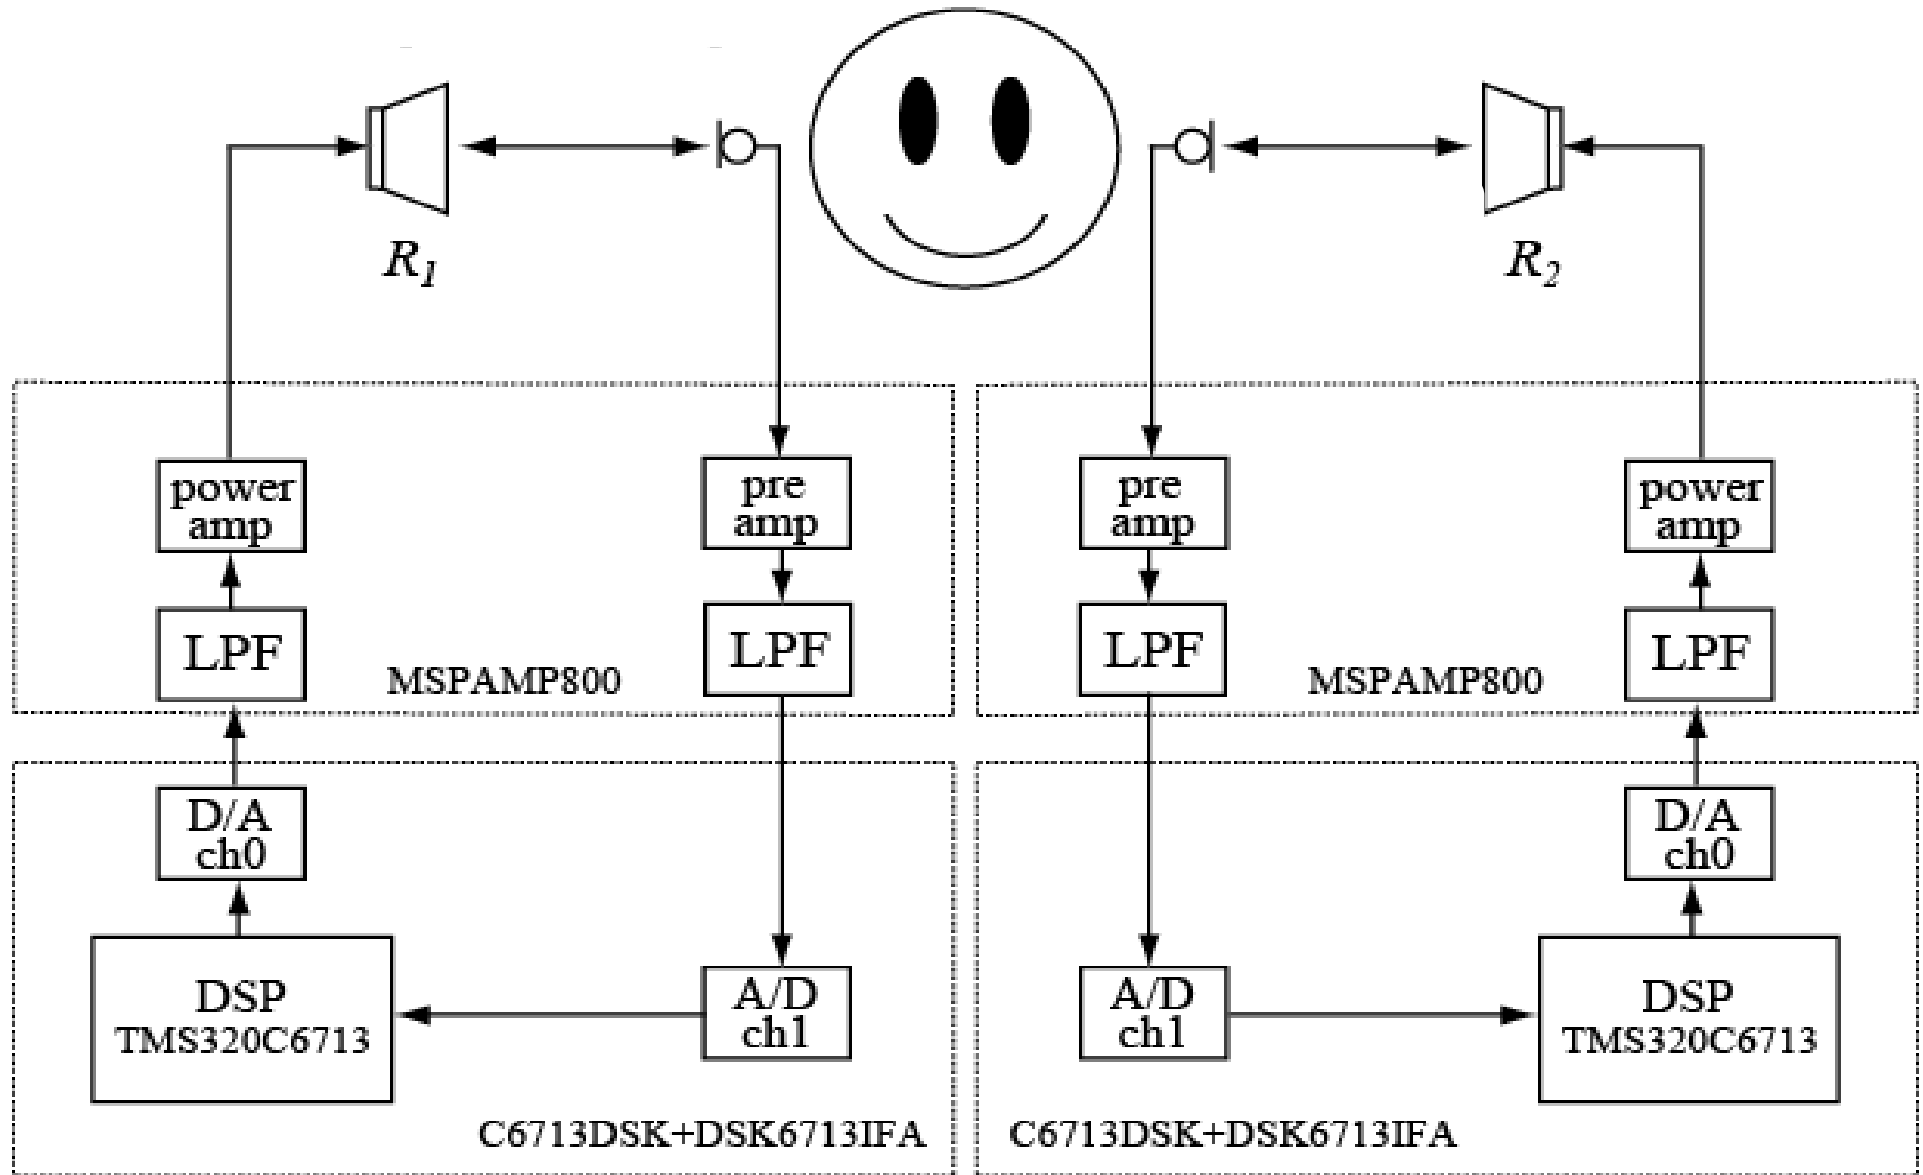 R1
R2
power
amp
pre
amp
pre
amp
power
amp
LPF
LPF
LPF
LPF
MSPAMP800
MSPAMP800
D/A
ch0
D/A
ch0
DSP
TMS320C6713
A/D
ch1
A/D
ch1
DSP
TMS320C6713
C6713DSK+DSK6713IFA
C6713DSK+DSK6713IFA